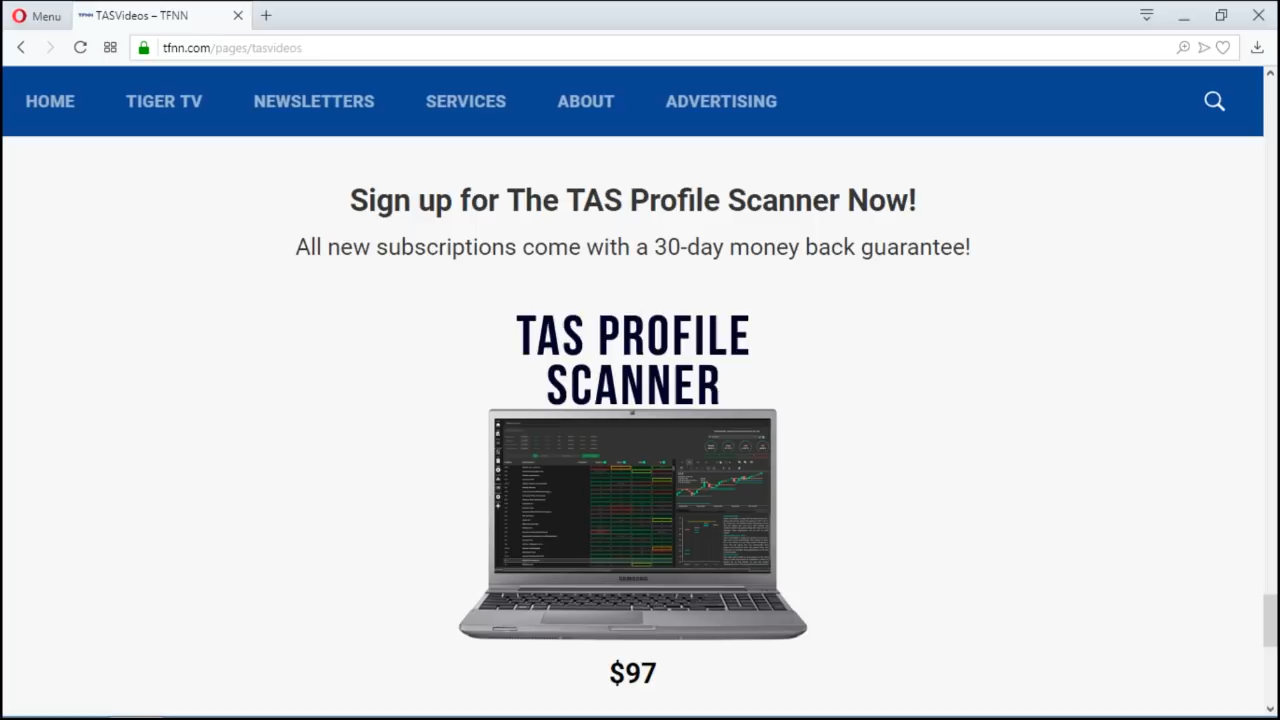 Menu
TFNN TASVideos – TFNN
tfnn.com/pages/tasvideos
HOME TIGER TV NEWSLETTERS SERVICES ABOUT ADVERTISING
Sign up for The TAS Profile Scanner Now!
All new subscriptions come with a 30-day money back guarantee!
TAS PROFILE
SCANNER
SAMSUNG
$97